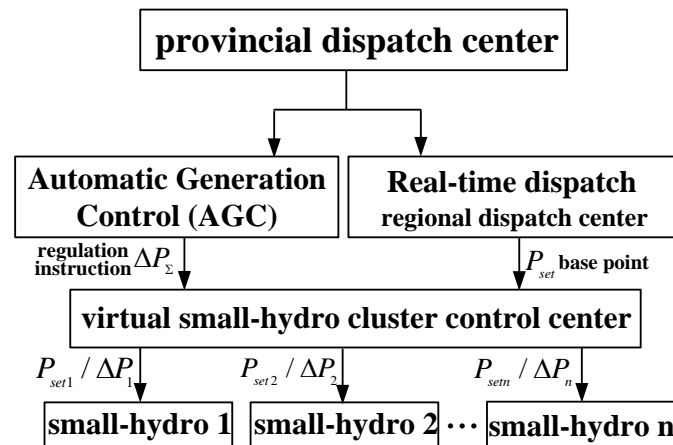 provincial dispatch center
Automatic Generation
Control (AGC)
Real-time dispatch
regional dispatch center
regulation
instruction ΔP_Σ
P_set base point
virtual small-hydro cluster control center
P_set1 / ΔP_1
P_set2 / ΔP_2
P_setn / ΔP_n
small-hydro 1
small-hydro 2
···
small-hydro n